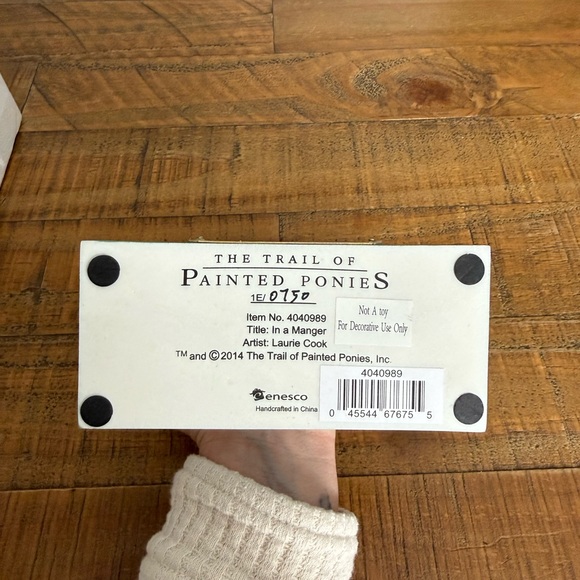 THE TRAIL OF
PAINTED PONIES
1E/0750
Item No. 4040989
Title: In a Manger
Artist: Laurie Cook
TM and ©2014 The Trail of Painted Ponies, Inc.
Not A toy
For Decorative Use Only
enesco
Handcrafted in China
4040989
0 45544 67675 5